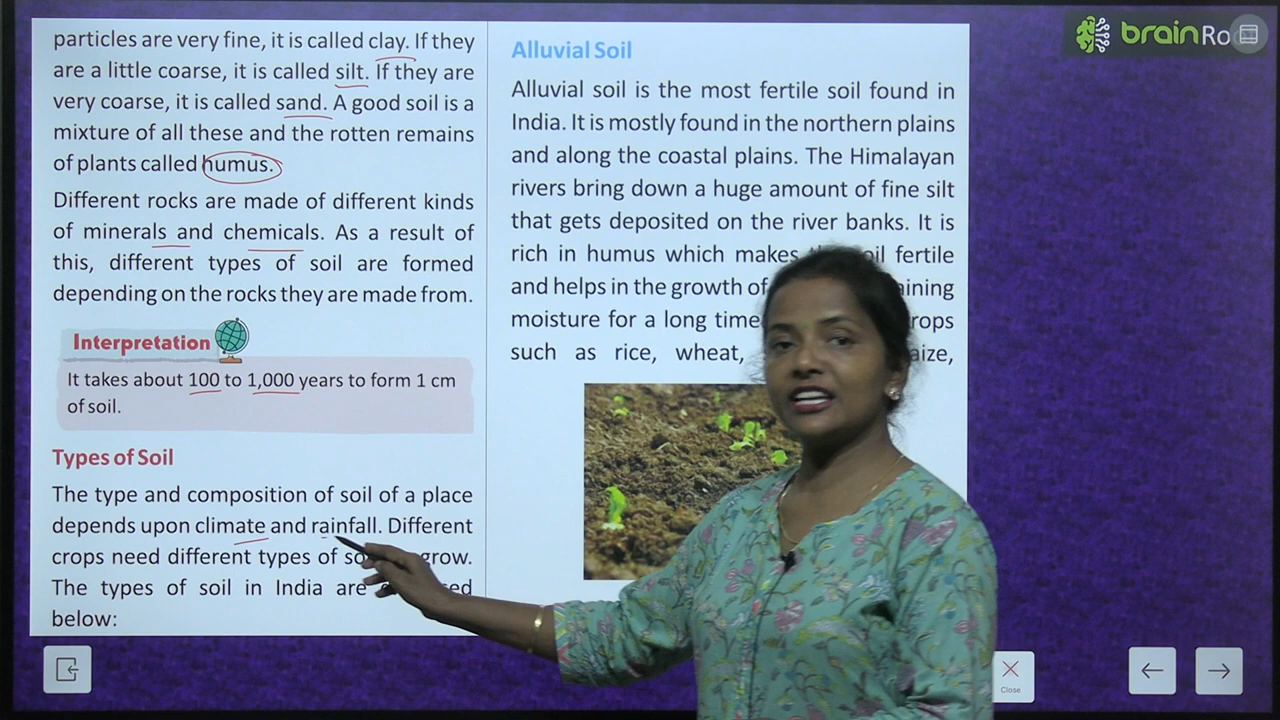 particles are very fine, it is called clay. If they
are a little coarse, it is called silt. If they are
very coarse, it is called sand. A good soil is a
mixture of all these and the rotten remains
of plants called humus.
Different rocks are made of different kinds
of minerals and chemicals. As a result of
this, different types of soil are formed
depending on the rocks they are made from.
Interpretation
It takes about 100 to 1,000 years to form 1 cm
of soil.
Types of Soil
The type and composition of soil of a place
depends upon climate and rainfall. Different
crops need different types of grow.
The types of soil in India are
below:
Alluvial Soil
Alluvial soil is the most fertile soil found in
India. It is mostly found in the northern plains
and along the coastal plains. The Himalayan
rivers bring down a huge amount of fine silt
that gets deposited on the river banks. It is
rich in humus which makes soil fertile
and helps in the growth of
moisture for a long time
such as rice, wheat,
brain
Close